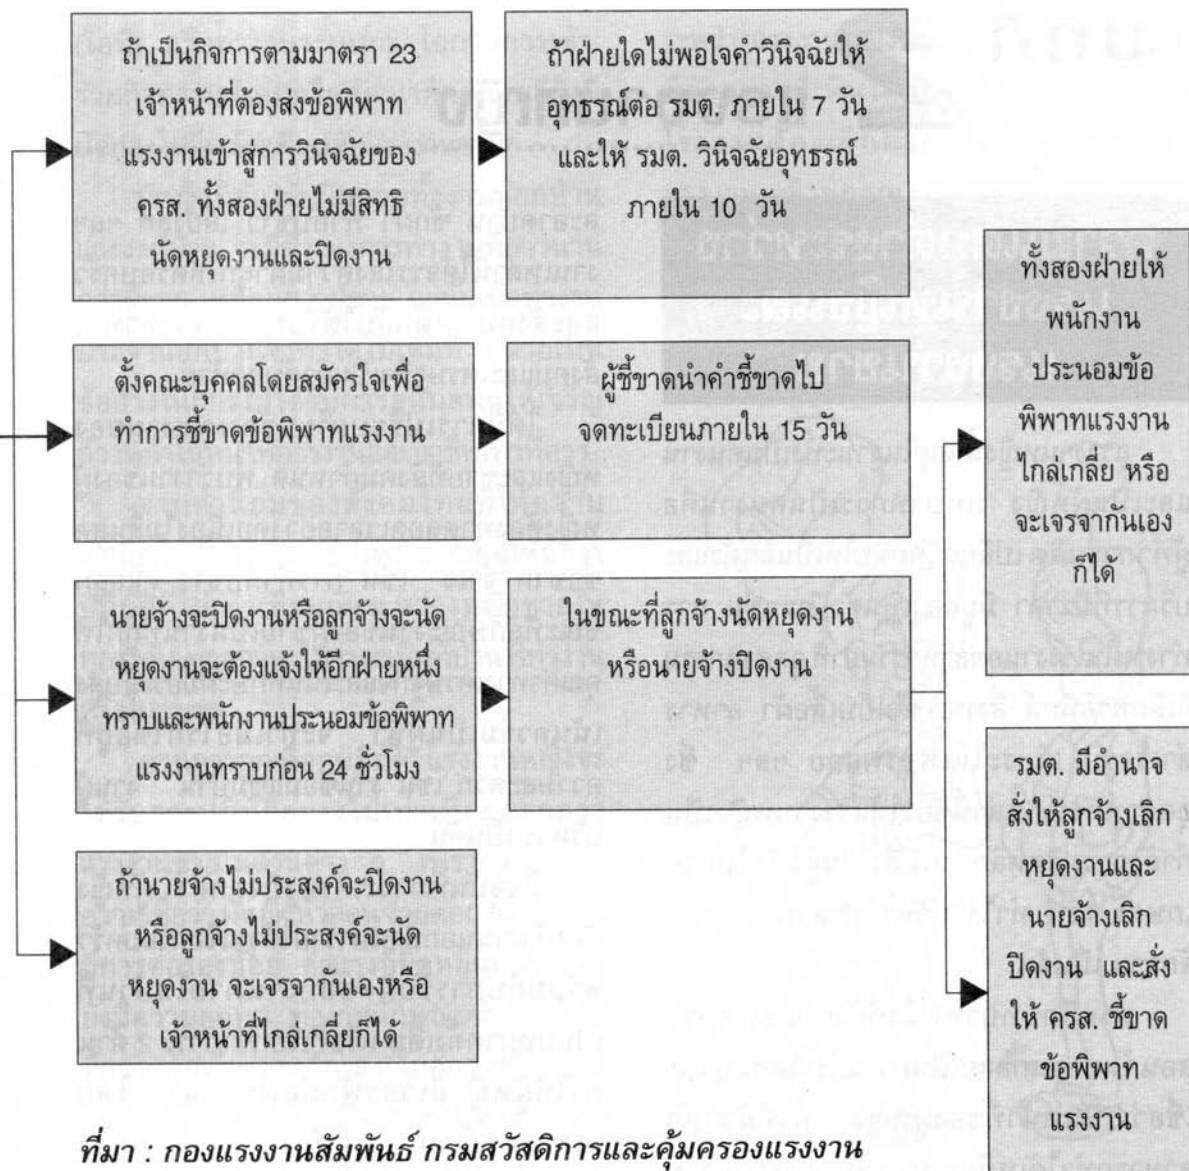 ถ้าเป็นกิจการตามมาตรา 23
เจ้าหน้าที่ต้องส่งข้อพิพาท
แรงงานเข้าสู่การวินิจฉัยของ
ครส. ทั้งสองฝ่ายไม่มีสิทธิ
นัดหยุดงานและปิดงาน
ถ้าฝ่ายใดไม่พอใจคำวินิจฉัยให้
อุทธรณ์ต่อ รมต. ภายใน 7 วัน
และให้ รมต. วินิจฉัยอุทธรณ์
ภายใน 10 วัน
ตั้งคณะบุคคลโดยสมัครใจเพื่อ
ทำการชี้ขาดข้อพิพาทแรงงาน
ผู้ชี้ขาดนำคำชี้ขาดไป
จดทะเบียนภายใน 15 วัน
นายจ้างจะปิดงานหรือลูกจ้างจะนัด
หยุดงานจะต้องแจ้งให้อีกฝ่ายหนึ่ง
ทราบและพนักงานประนอมข้อพิพาท
แรงงานทราบก่อน 24 ชั่วโมง
ในขณะที่ลูกจ้างนัดหยุดงาน
หรือนายจ้างปิดงาน
ทั้งสองฝ่ายให้
พนักงาน
ประนอมข้อ
พิพาทแรงงาน
ไกล่เกลี่ย หรือ
จะเจรจากันเอง
ก็ได้
รมต. มีอำนาจ
สั่งให้ลูกจ้างเลิก
หยุดงานและ
นายจ้างเลิก
ปิดงาน และสั่ง
ให้ ครส. ชี้ขาด
ข้อพิพาท
แรงงาน
ถ้านายจ้างไม่ประสงค์จะปิดงาน
หรือลูกจ้างไม่ประสงค์จะนัด
หยุดงาน จะเจรจากันเองหรือ
เจ้าหน้าที่ไกล่เกลี่ยก็ได้
ที่มา : กองแรงงานสัมพันธ์ กรมสวัสดิการและคุ้มครองแรงงาน